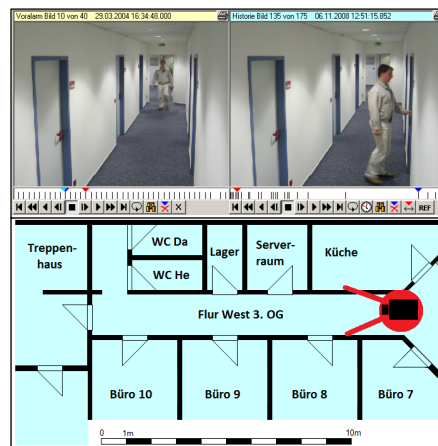 Voralarm Bild 10 von 40 29.03.2004 16:34:48.000
Historie Bild 135 von 175 06.11.2008 12:51:15.852
REF
Treppen-
haus
WC Da
WC He
Lager
Server-
raum
Küche
Flur West 3. OG
Büro 10
Büro 9
Büro 8
Büro 7
0 1m 10m